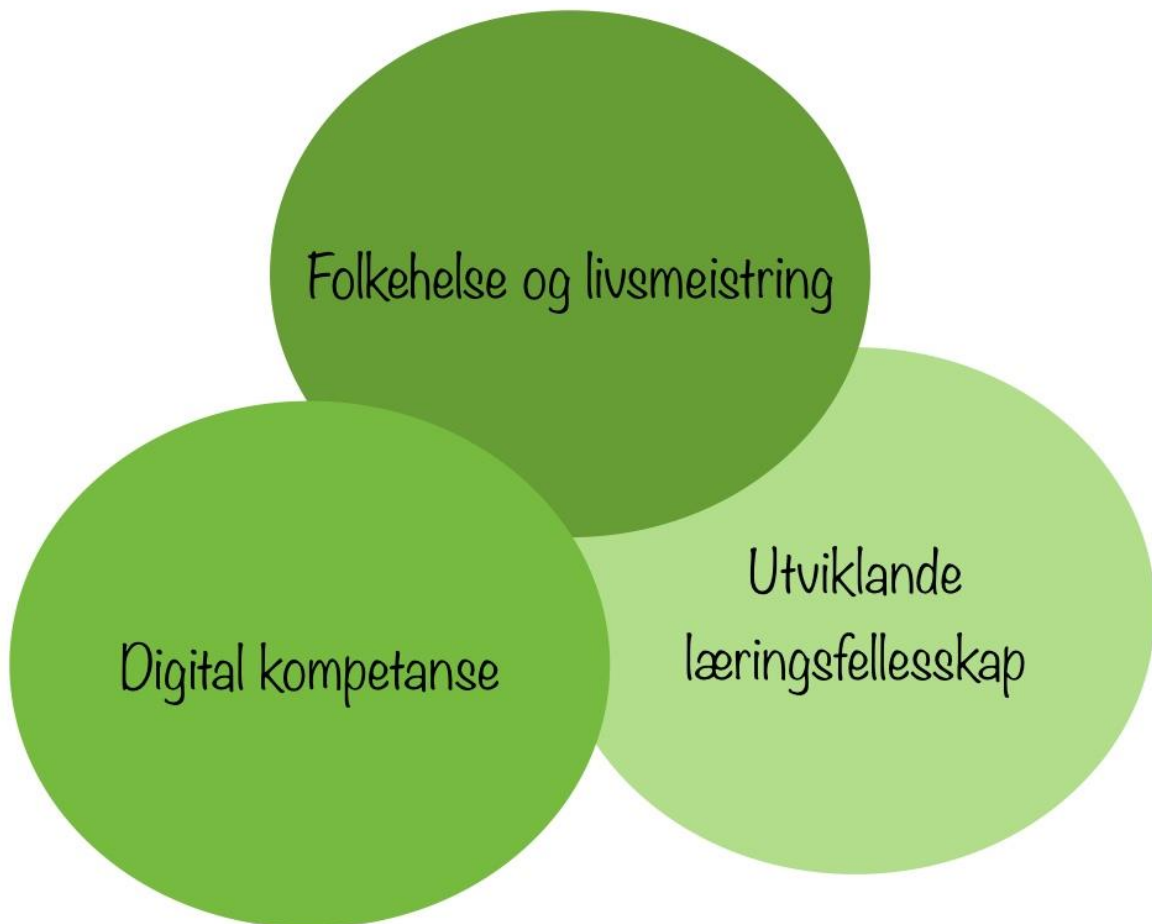 Folkehelse og livsmeistring
Utviklande
læringsfellesskap
Digital kompetanse